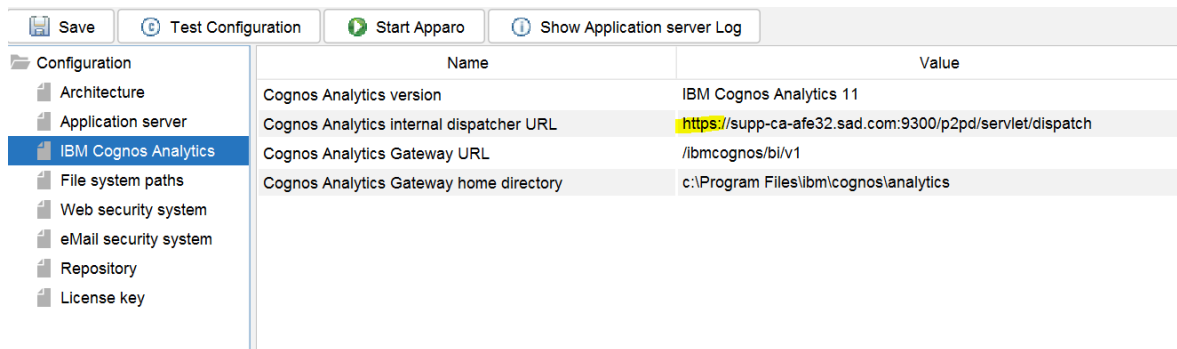 Save Test Configuration Start Apparo Show Application server Log
Configuration
Architecture
Application server
IBM Cognos Analytics
File system paths
Web security system
eMail security system
Repository
License key
Name Value
Cognos Analytics version IBM Cognos Analytics 11
Cognos Analytics internal dispatcher URL https://supp-ca-afe32.sad.com:9300/p2pd/servlet/dispatch
Cognos Analytics Gateway URL /ibmcognos/bi/v1
Cognos Analytics Gateway home directory c:\Program Files\ibm\cognos\analytics